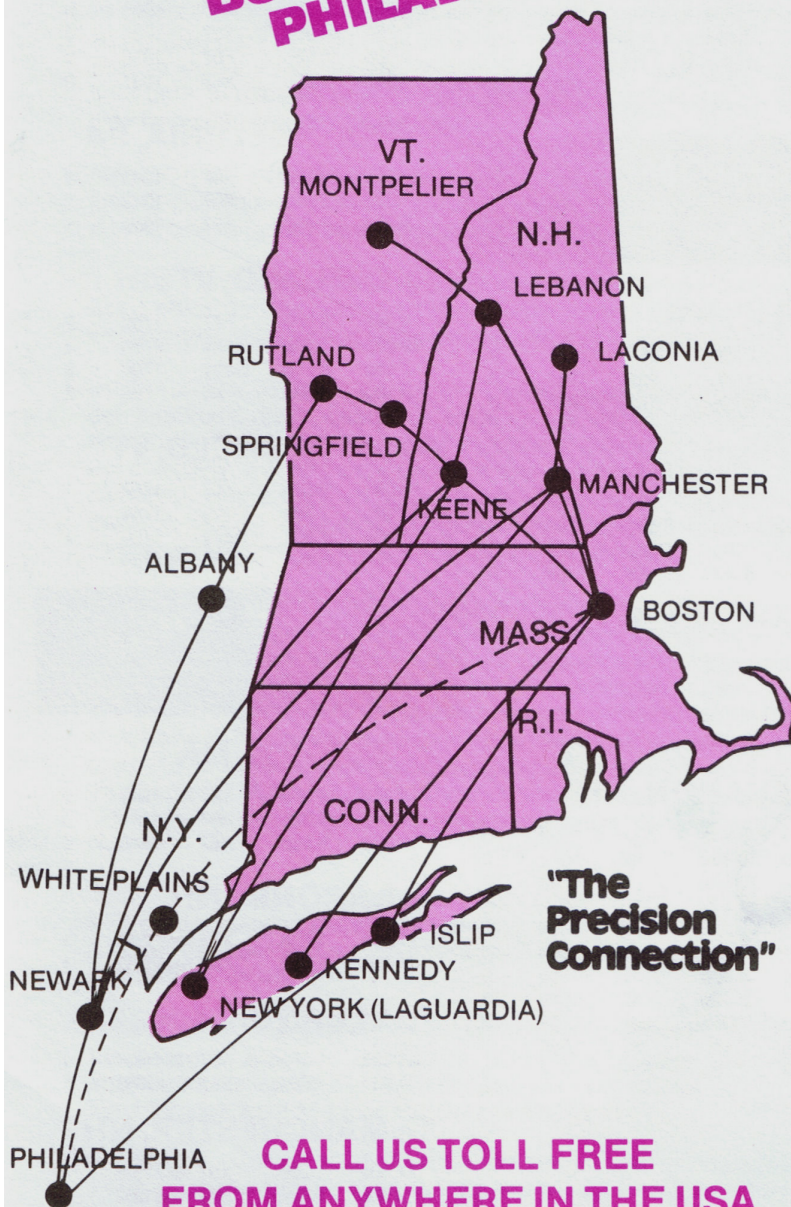 VT.
MONTPELIER
N.H.
LEBANON
RUTLAND
LACONIA
SPRINGFIELD
KEENE
MANCHESTER
ALBANY
BOSTON
MASS.
R.I.
N.Y.
CONN.
WHITE PLAINS
"The
Precision
Connection"
ISLIP
KENNEDY
NEWARK
NEW YORK (LAGUARDIA)
PHILADELPHIA
CALL US TOLL FREE
FROM ANYWHERE IN THE USA